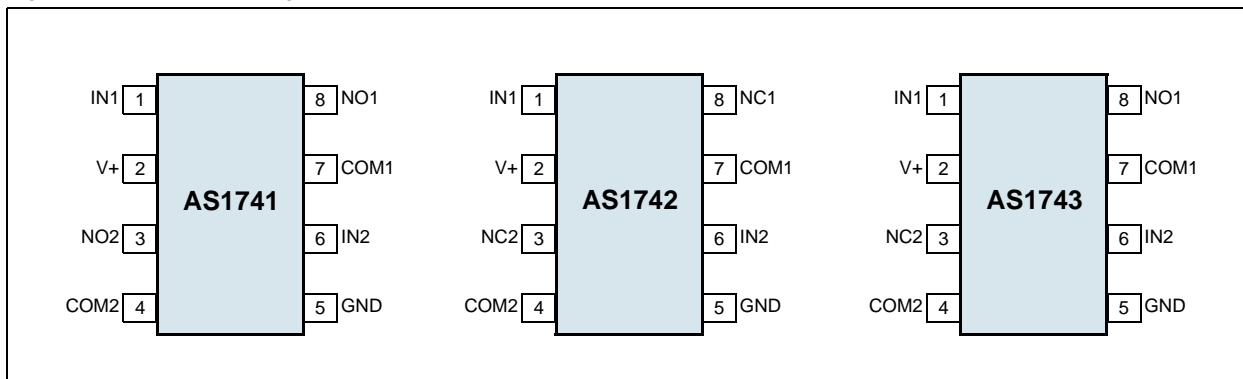 IN1 1 8 NO1
V+ 2 7 COM1
AS1741
NO2 3 6 IN2
COM2 4 5 GND
IN1 1 8 NC1
V+ 2 7 COM1
AS1742
NC2 3 6 IN2
COM2 4 5 GND
IN1 1 8 NO1
V+ 2 7 COM1
AS1743
NC2 3 6 IN2
COM2 4 5 GND